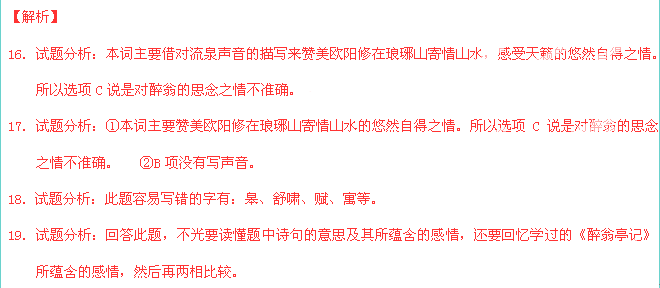 【解析】
16. 试题分析：本词主要借对流泉声音的描写来赞美欧阳修在琅琊山寄情山水，感受天籁的悠然自得之情。
所以选项 C 说是对醉翁的思念之情不准确。
17. 试题分析：①本词主要赞美欧阳修在琅琊山寄情山水的悠然自得之情。所以选项 C 说是对醉翁的思念
之情不准确。 ②B 项没有写声音。
18. 试题分析：此题容易写错的字有：皋、舒啸、赋、寓等。
19. 试题分析：回答此题，不光要读懂题中诗句的意思及其所蕴含的感情，还要回忆学过的《醉翁亭记》
所蕴含的感情，然后再两相比较。